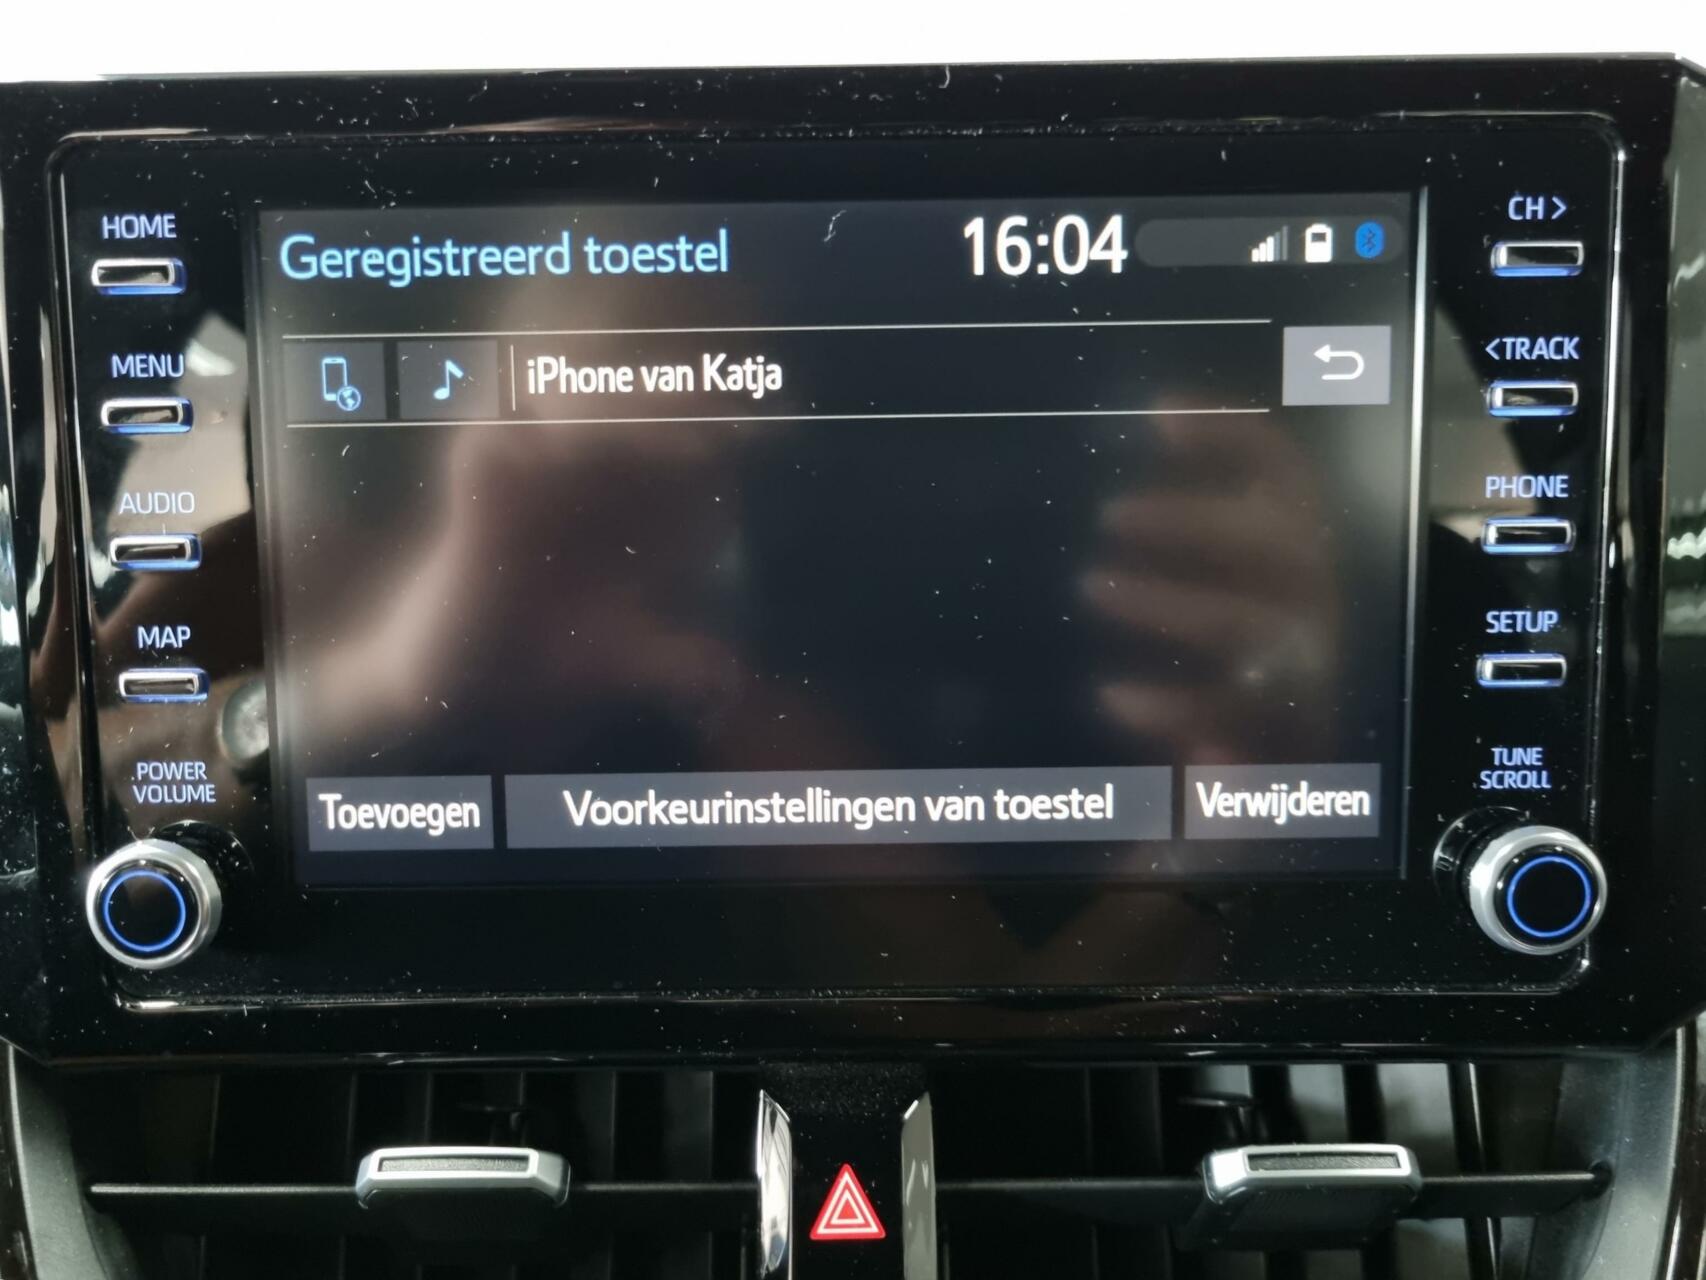 HOME
MENU
AUDIO
MAP
POWER
VOLUME
Geregistreerd toestel
16:04
iPhone van Katja
Toevoegen
Voorkeurinstellingen van toestel
Verwijderen
CH >
<TRACK
PHONE
SETUP
TUNE
SCROLL